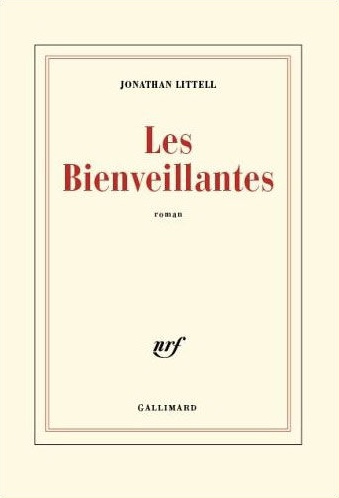 JONATHAN LITTELL
Les
Bienveillantes
roman
nrf
GALLIMARD